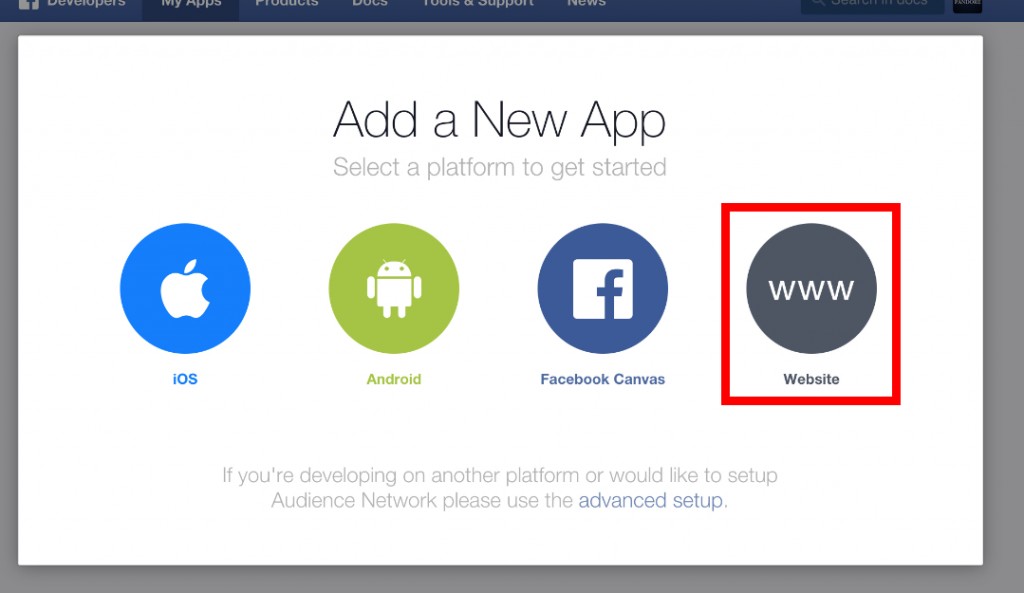 Developers My Apps Products Docs Tools & Support News Search in docs
Add a New App
Select a platform to get started
www
iOS Android Facebook Canvas Website
If you're developing on another platform or would like to setup
Audience Network please use the advanced setup.